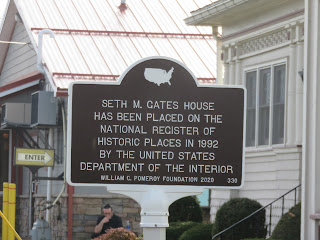 SETH M. GATES HOUSE
HAS BEEN PLACED ON THE
NATIONAL REGISTER OF
HISTORIC PLACES IN 1992
BY THE UNITED STATES
DEPARTMENT OF THE INTERIOR
WILLIAM C. POMEROY FOUNDATION 2020 338
ENTER